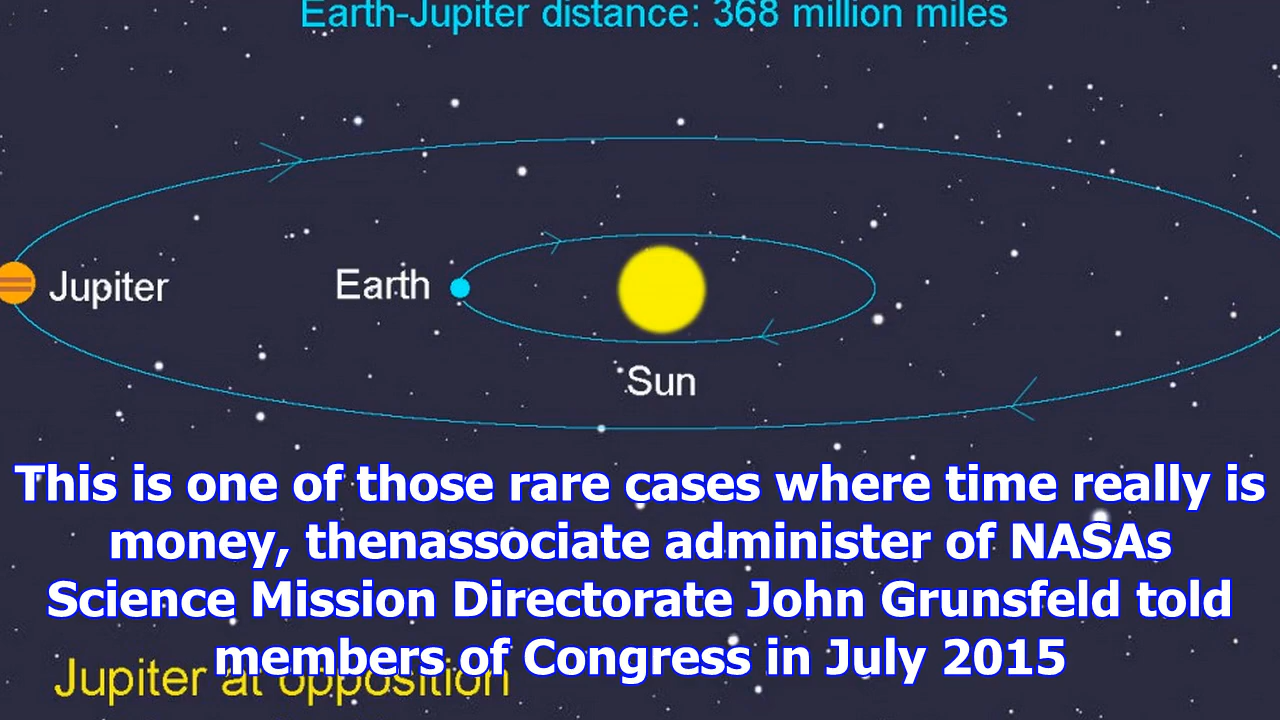 Earth-Jupiter distance: 368 million miles
Jupiter
Earth
Sun
This is one of those rare cases where time really is
money, thenassociate administer of NASAs
Science Mission Directorate John Grunsfeld told
members of Congress in July 2015
Jupiter at opposition